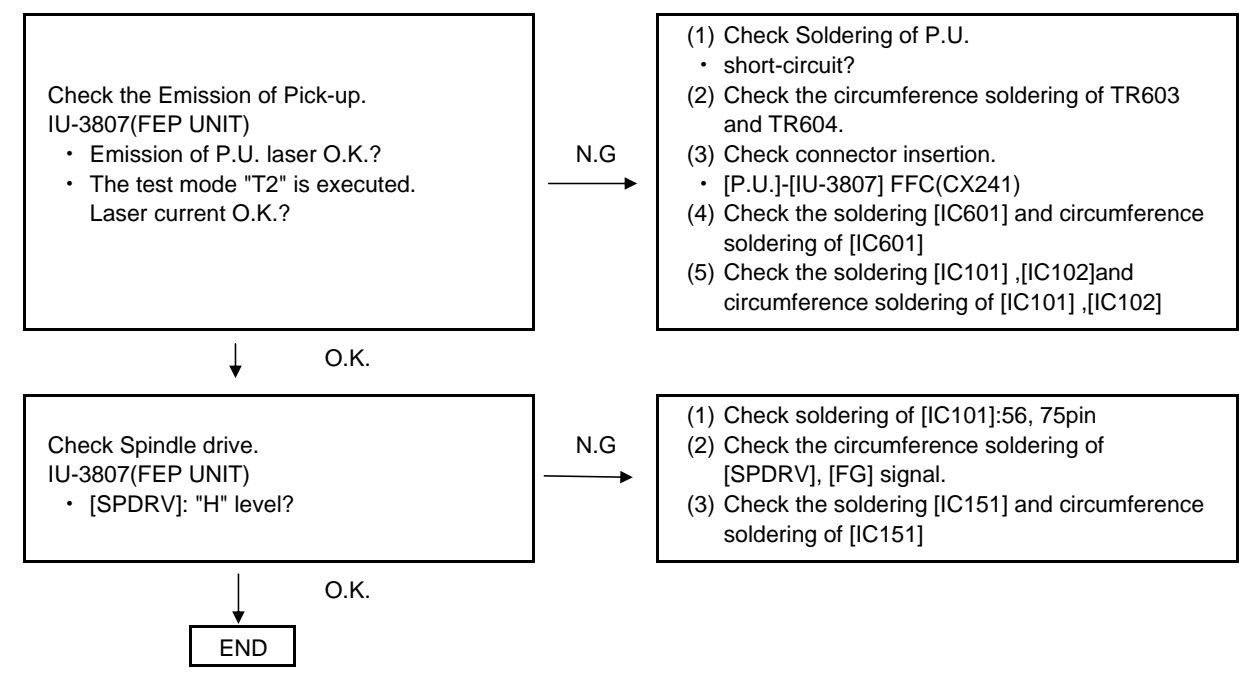 Check the Emission of Pick-up.
IU-3807(FEP UNIT)
・ Emission of P.U. laser O.K.?
・ The test mode "T2" is executed.
Laser current O.K.?
N.G
(1) Check Soldering of P.U.
・ short-circuit?
(2) Check the circumference soldering of TR603
and TR604.
(3) Check connector insertion.
・ [P.U.]-[IU-3807] FFC(CX241)
(4) Check the soldering [IC601] and circumference
soldering of [IC601]
(5) Check the soldering [IC101] ,[IC102]and
circumference soldering of [IC101] ,[IC102]
O.K.
Check Spindle drive.
IU-3807(FEP UNIT)
・ [SPDRV]: "H" level?
N.G
(1) Check soldering of [IC101]:56, 75pin
(2) Check the circumference soldering of
[SPDRV], [FG] signal.
(3) Check the soldering [IC151] and circumference
soldering of [IC151]
O.K.
END